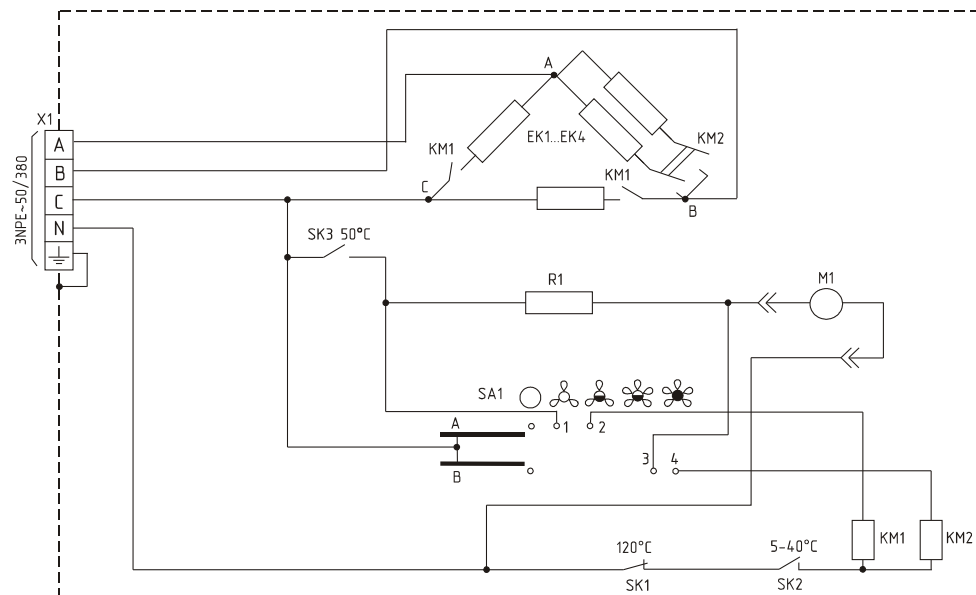 X1
3NPE~50/380
A
B
C
N
A
EK1...EK4
KM1
KM2
KM1
C
B
SK3 50°C
R1
M1
SA1
A
B
1
2
3
4
120°C
SK1
5-40°C
SK2
KM1
KM2